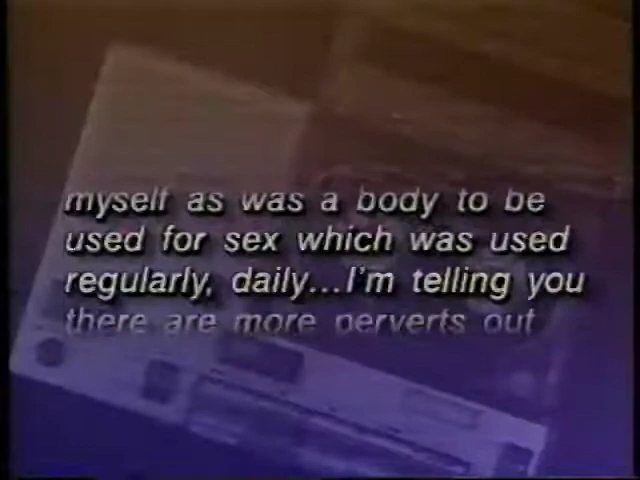 myself as was a body to be
used for sex which was used
regularly, daily...I'm telling you
there are more perverts out